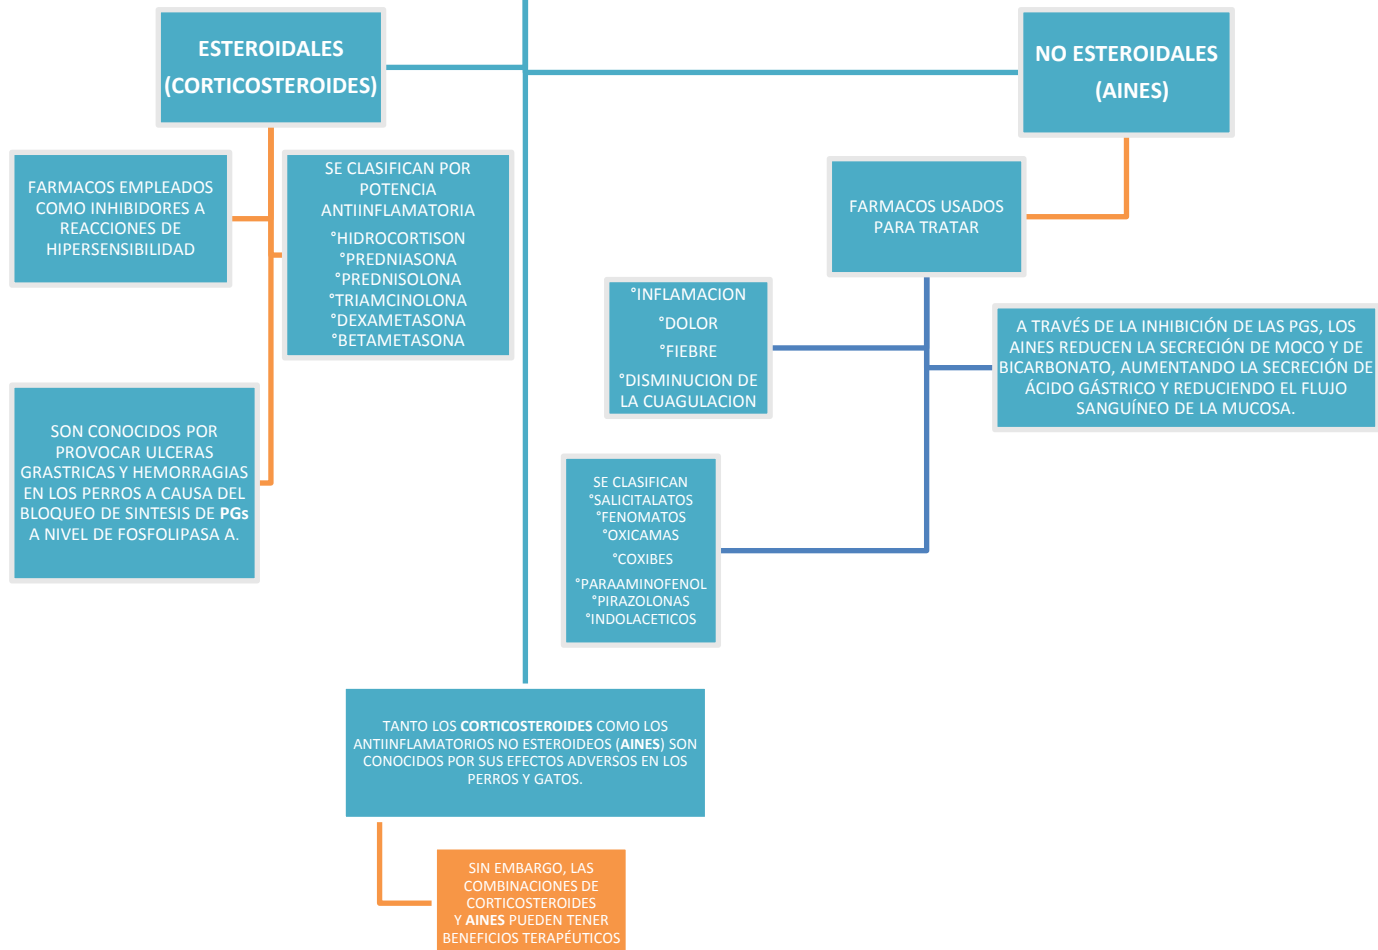 ESTEROIDALES
(CORTICOSTEROIDES)
NO ESTEROIDALES
(AINES)
FARMACOS EMPLEADOS
COMO INHIBIDORES A
REACCIONES DE
HIPERSENSIBILIDAD
SE CLASIFICAN POR
POTENCIA
ANTIINFLAMATORIA
°HIDROCORTISON
°PREDNIASONA
°PREDNISOLONA
°TRIAMCINOLONA
°DEXAMETASONA
°BETAMETASONA
SON CONOCIDOS POR
PROVOCAR ULCERAS
GRASTRICAS Y HEMORRAGIAS
EN LOS PERROS A CAUSA DEL
BLOQUEO DE SINTESIS DE PGs
A NIVEL DE FOSFOLIPASA A.
FARMACOS USADOS
PARA TRATAR
°INFLAMACION
°DOLOR
°FIEBRE
°DISMINUCION DE
LA CUAGULACION
A TRAVÉS DE LA INHIBICIÓN DE LAS PGS, LOS
AINES REDUCEN LA SECRECIÓN DE MOCO Y DE
BICARBONATO, AUMENTANDO LA SECRECIÓN DE
ÁCIDO GÁSTRICO Y REDUCIENDO EL FLUJO
SANGUÍNEO DE LA MUCOSA.
SE CLASIFICAN
°SALICITALATOS
°FENOMATOS
°OXICAMAS
°COXIBES
°PARAAMINOFENOL
°PIRAZOLONAS
°INDOLACETICOS
TANTO LOS CORTICOSTEROIDES COMO LOS
ANTIINFLAMATORIOS NO ESTEROIDEOS (AINES) SON
CONOCIDOS POR SUS EFECTOS ADVERSOS EN LOS
PERROS Y GATOS.
SIN EMBARGO, LAS
COMBINACIONES DE
CORTICOSTEROIDES
Y AINES PUEDEN TENER
BENEFICIOS TERAPÉUTICOS